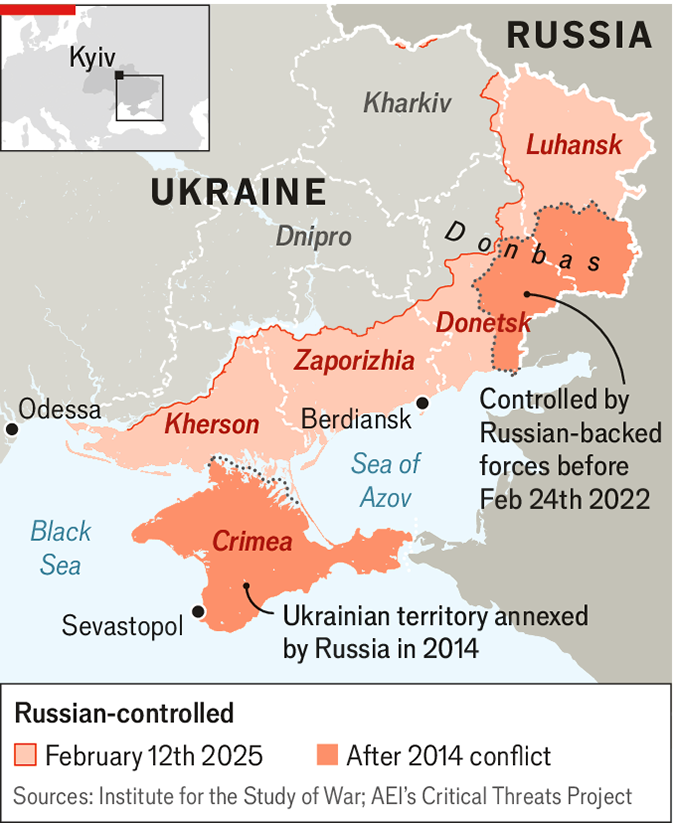 Kyiv
RUSSIA
Kharkiv
Luhansk
UKRAINE
Dnipro
Donbas
Donetsk
Zaporizhia
Odessa
Kherson
Berdiansk
Controlled by
Russian-backed
forces before
Feb 24th 2022
Sea of
Azov
Black
Sea
Crimea
Sevastopol
Ukrainian territory annexed
by Russia in 2014
Russian-controlled
February 12th 2025
After 2014 conflict
Sources: Institute for the Study of War; AEI's Critical Threats Project